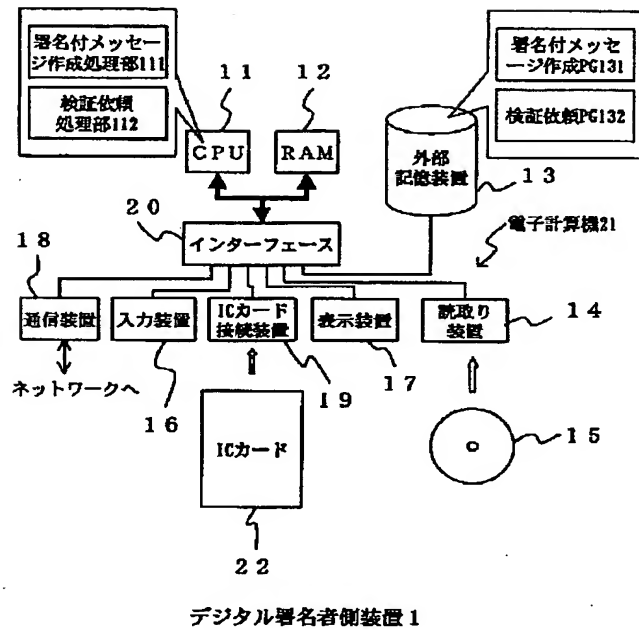 署名付メッセー
ジ作成処理部111
検証依頼
処理部112
署名付メッセ
ージ作成PG131
検証依頼PG132
11
12
CPU
RAM
外部
記憶装置
13
20
インターフェース
電子計算機21
18
通信装置
入力装置
ICカード
接続装置
表示装置
読取り
装置
14
ネットワークへ
16
19
17
ICカード
15
22
デジタル署名者側装置1